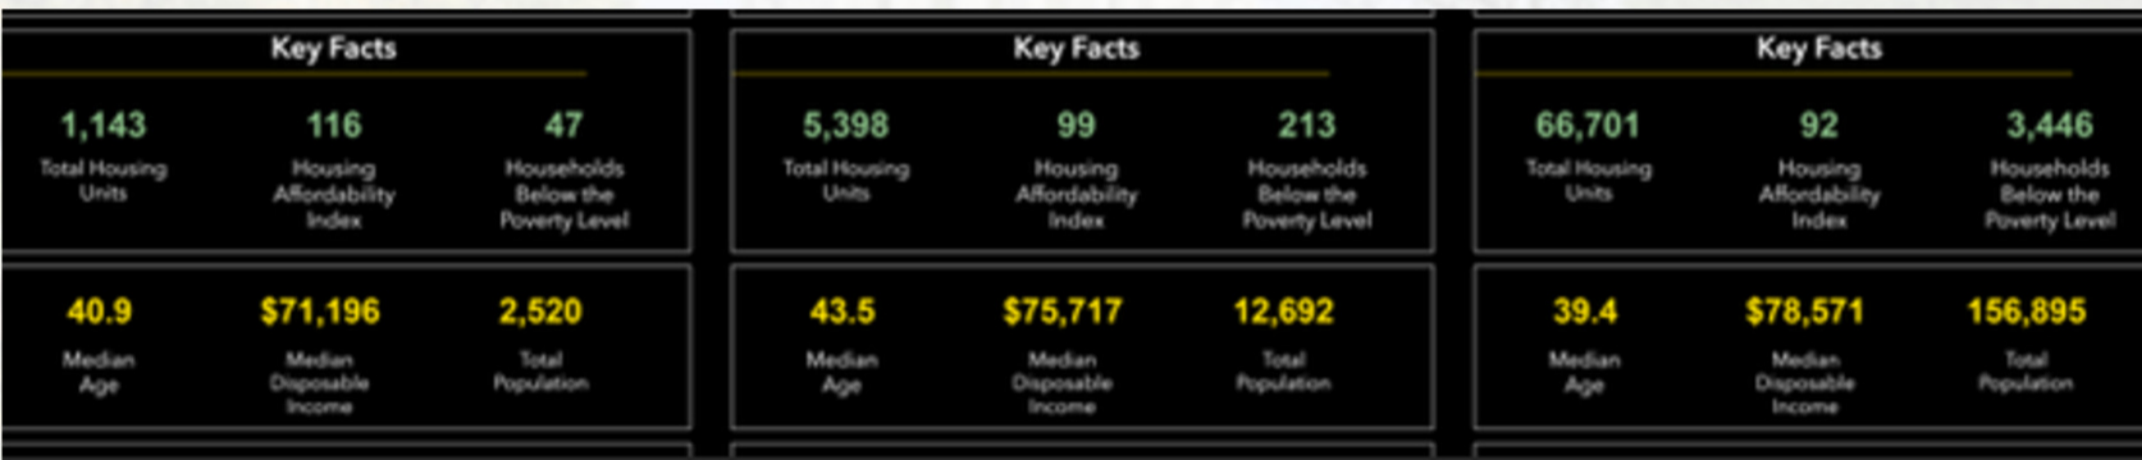 Key Facts
1,143 116 47
Total Housing Housing Households
Units Affordability Below the
Index Poverty Level
40.9 $71,196 2,520
Median Median Total
Age Disposable Population
Income
Key Facts
5,398 99 213
Total Housing Housing Households
Units Affordability Below the
Index Poverty Level
43.5 $75,717 12,692
Median Median Total
Age Disposable Population
Income
Key Facts
66,701 92 3,446
Total Housing Housing Households
Units Affordability Below the
Index Poverty Level
39.4 $78,571 156,895
Median Median Total
Age Disposable Population
Income